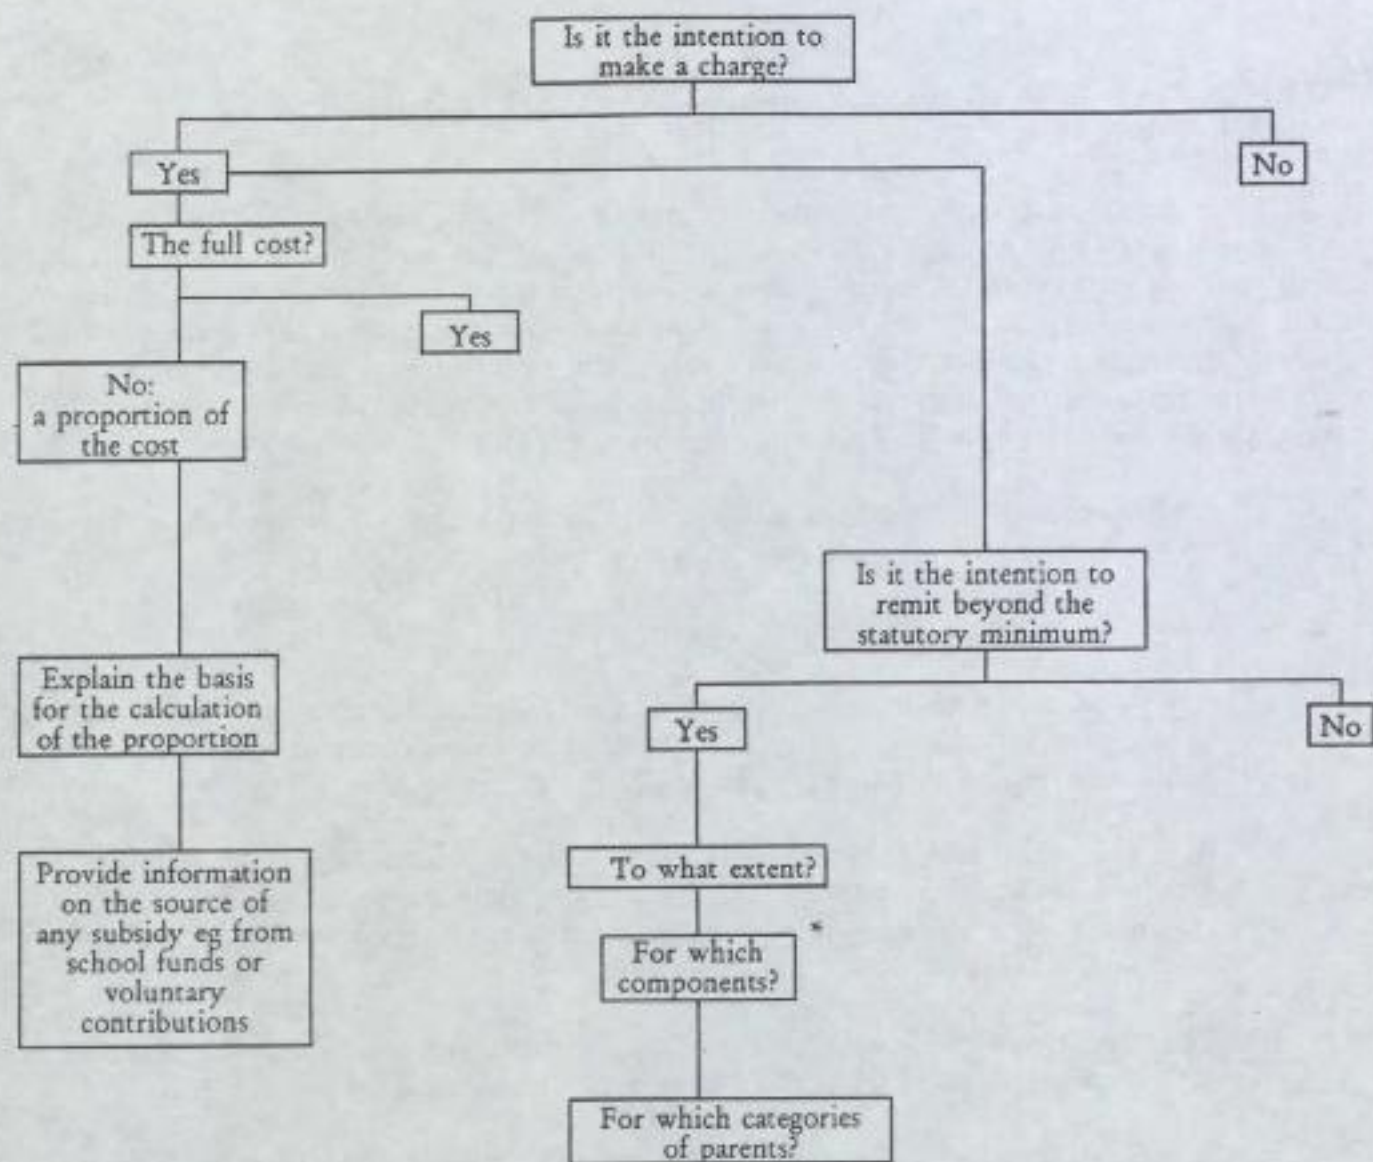 Is it the intention to
make a charge?
Yes
No
The full cost?
Yes
No:
a proportion of
the cost
Is it the intention to
remit beyond the
statutory minimum?
Explain the basis
for the calculation
of the proportion
Yes
No
Provide information
on the source of
any subsidy eg from
school funds or
voluntary
contributions
To what extent?
*
For which
components?
For which categories
of parents?